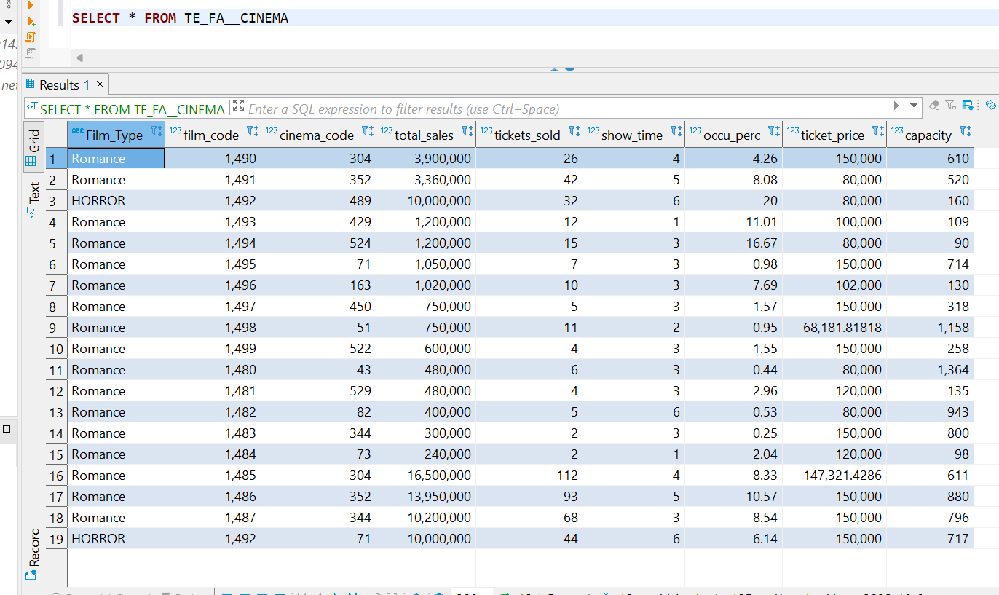 SELECT * FROM TE_FA__CINEMA
Results 1
SELECT * FROM TE_FA__CINEMA Enter a SQL expression to filter results (use Ctrl+Space)
Grid
Text
Record
ABC Film_Type 123 film_code 123 cinema_code 123 total_sales 123 tickets_sold 123 show_time 123 occu_perc 123 ticket_price 123 capacity
1 Romance 1,490 304 3,900,000 26 4 4.26 150,000 610
2 Romance 1,491 352 3,360,000 42 5 8.08 80,000 520
3 HORROR 1,492 489 10,000,000 32 6 20 80,000 160
4 Romance 1,493 429 1,200,000 12 1 11.01 100,000 109
5 Romance 1,494 524 1,200,000 15 3 16.67 80,000 90
6 Romance 1,495 71 1,050,000 7 3 0.98 150,000 714
7 Romance 1,496 163 1,020,000 10 3 7.69 102,000 130
8 Romance 1,497 450 750,000 5 3 1.57 150,000 318
9 Romance 1,498 51 750,000 11 2 0.95 68,181.81818 1,158
10 Romance 1,499 522 600,000 4 3 1.55 150,000 258
11 Romance 1,480 43 480,000 6 3 0.44 80,000 1,364
12 Romance 1,481 529 480,000 4 3 2.96 120,000 135
13 Romance 1,482 82 400,000 5 6 0.53 80,000 943
14 Romance 1,483 344 300,000 2 3 0.25 150,000 800
15 Romance 1,484 73 240,000 2 1 2.04 120,000 98
16 Romance 1,485 304 16,500,000 112 4 8.33 147,321.4286 611
17 Romance 1,486 352 13,950,000 93 5 10.57 150,000 880
18 Romance 1,487 344 10,200,000 68 3 8.54 150,000 796
19 HORROR 1,492 71 10,000,000 44 6 6.14 150,000 717